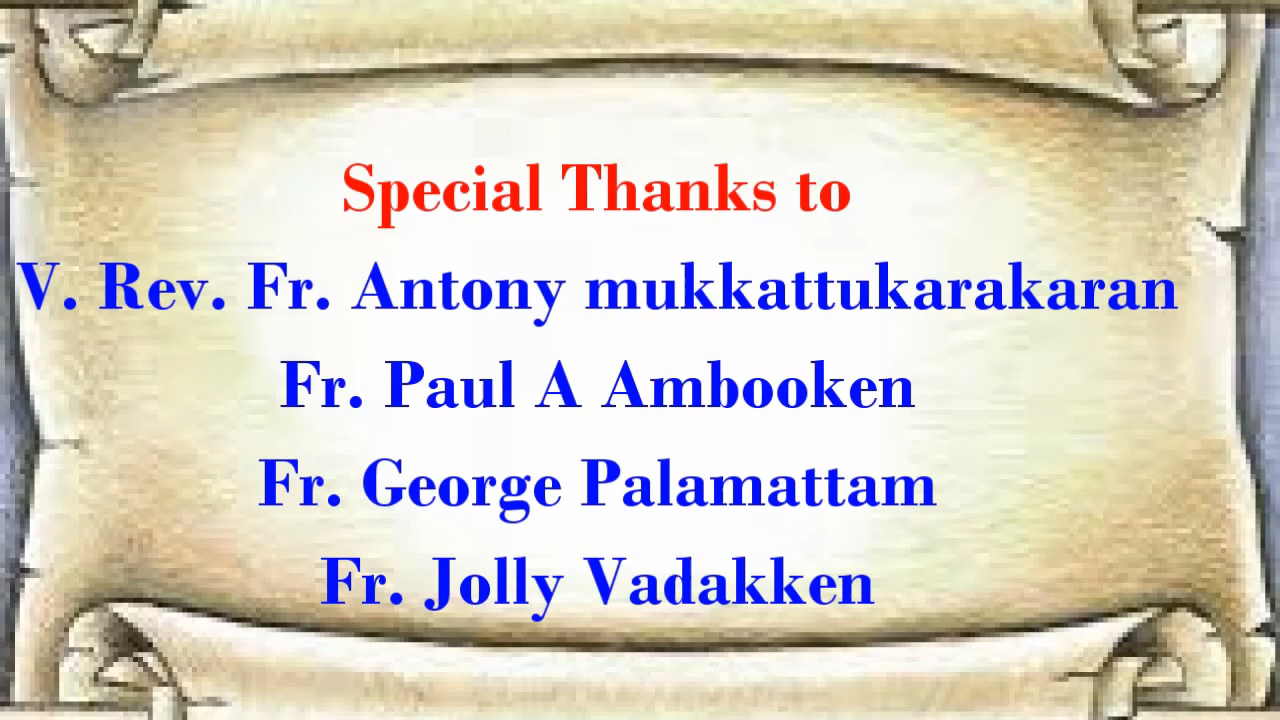 Special Thanks to
V. Rev. Fr. Antony mukkattukarakaran
Fr. Paul A Ambooken
Fr. George Palamattam
Fr. Jolly Vadakken